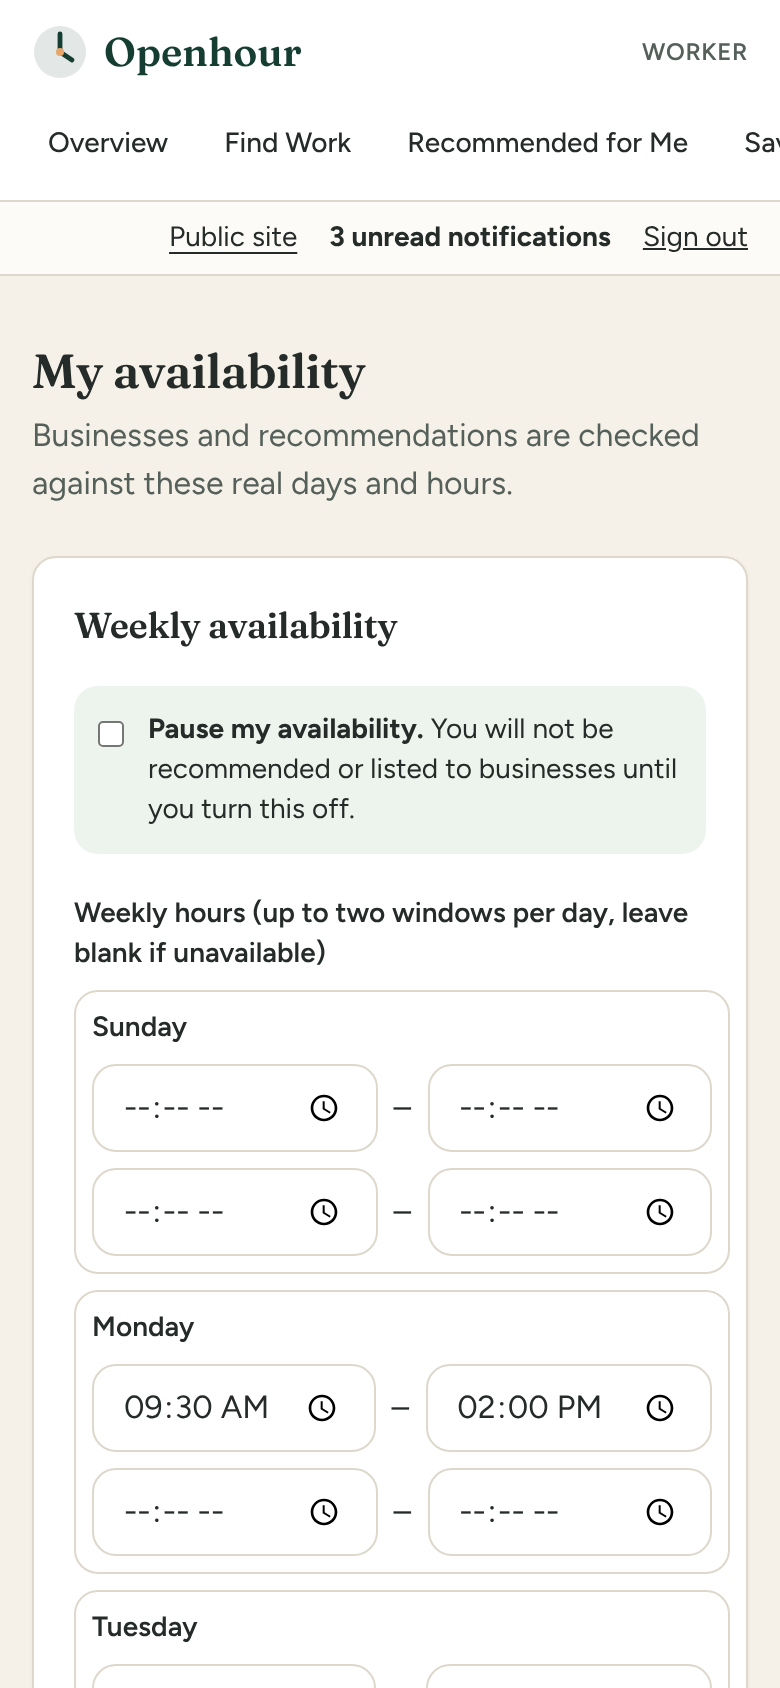 Openhour
WORKER
Overview Find Work Recommended for Me Sav
Public site 3 unread notifications Sign out
My availability
Businesses and recommendations are checked
against these real days and hours.
Weekly availability
Pause my availability. You will not be
recommended or listed to businesses until
you turn this off.
Weekly hours (up to two windows per day, leave
blank if unavailable)
Sunday
--:-- -- – --:-- --
--:-- -- – --:-- --
Monday
09:30 AM – 02:00 PM
--:-- -- – --:-- --
Tuesday